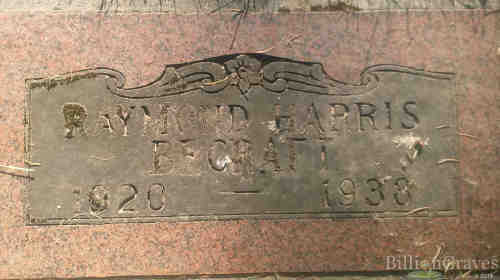 RAYMOND HARRIS
BECRAFT
1920 — 1938
BillionGraves